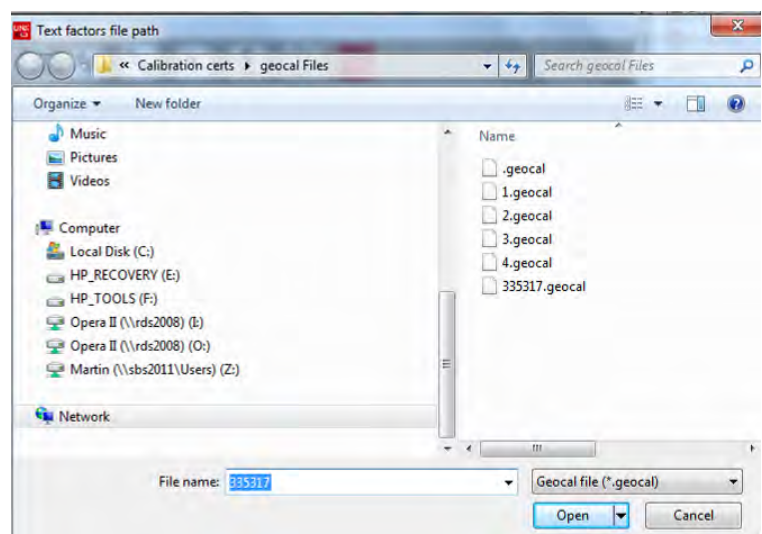 Text factors file path
« Calibration certs geocal Files
Search geocal Files
Organize
New folder
Music
Pictures
Videos
Computer
Local Disk (C:)
HP_RECOVERY (E:)
HP_TOOLS (F:)
Opera II (\\rds2008) (I:)
Opera II (\\rds2008) (O:)
Martin (\\sbs2011\Users) (Z:)
Network
Name
.geocal
1.geocal
2.geocal
3.geocal
4.geocal
335317.geocal
File name: 335317
Geocal file (*.geocal)
Open
Cancel